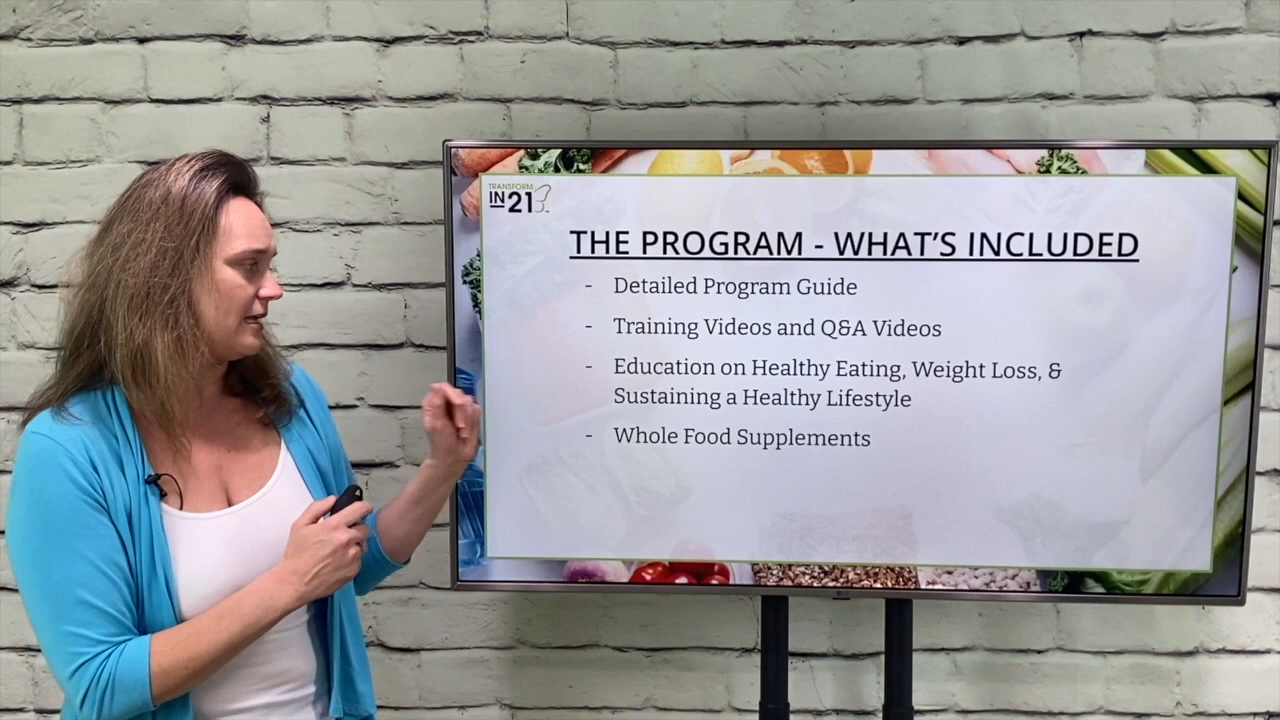 TRANSFORM
IN 21
THE PROGRAM - WHAT'S INCLUDED
- Detailed Program Guide
- Training Videos and Q&A Videos
- Education on Healthy Eating, Weight Loss, &
Sustaining a Healthy Lifestyle
- Whole Food Supplements
LG